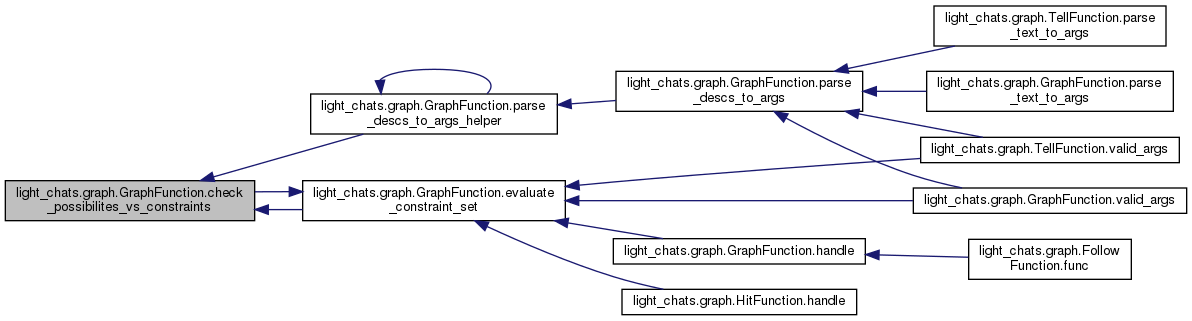 light_chats.graph.TellFunction.parse
_text_to_args
light_chats.graph.GraphFunction.parse
_descs_to_args
light_chats.graph.GraphFunction.parse
_text_to_args
light_chats.graph.GraphFunction.parse
_descs_to_args_helper
light_chats.graph.TellFunction.valid_args
light_chats.graph.GraphFunction.check
_possibilites_vs_constraints
light_chats.graph.GraphFunction.evaluate
_constraint_set
light_chats.graph.GraphFunction.valid_args
light_chats.graph.GraphFunction.handle
light_chats.graph.Follow
Function.func
light_chats.graph.HitFunction.handle